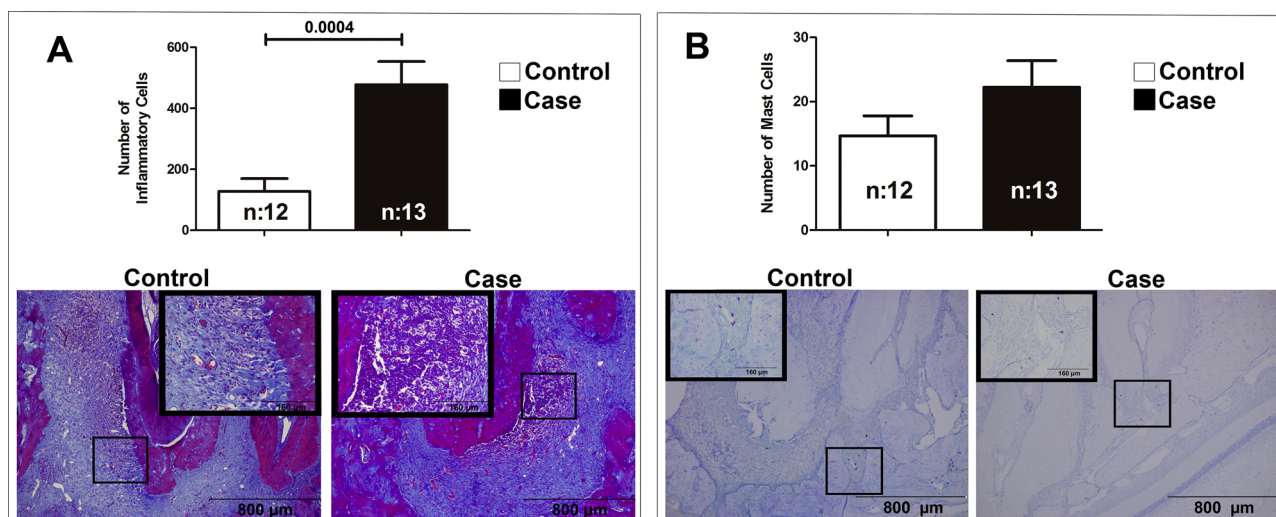 A
0.0004
Number of
Inflammatory Cells
600
400
200
0
n:12
n:13
Control
Case
Control
Case
160 µm
800 µm
160 µm
800 µm
B
Number of Mast Cells
30
20
10
0
n:12
n:13
Control
Case
Control
Case
160 µm
800 µm
160 µm
800 µm